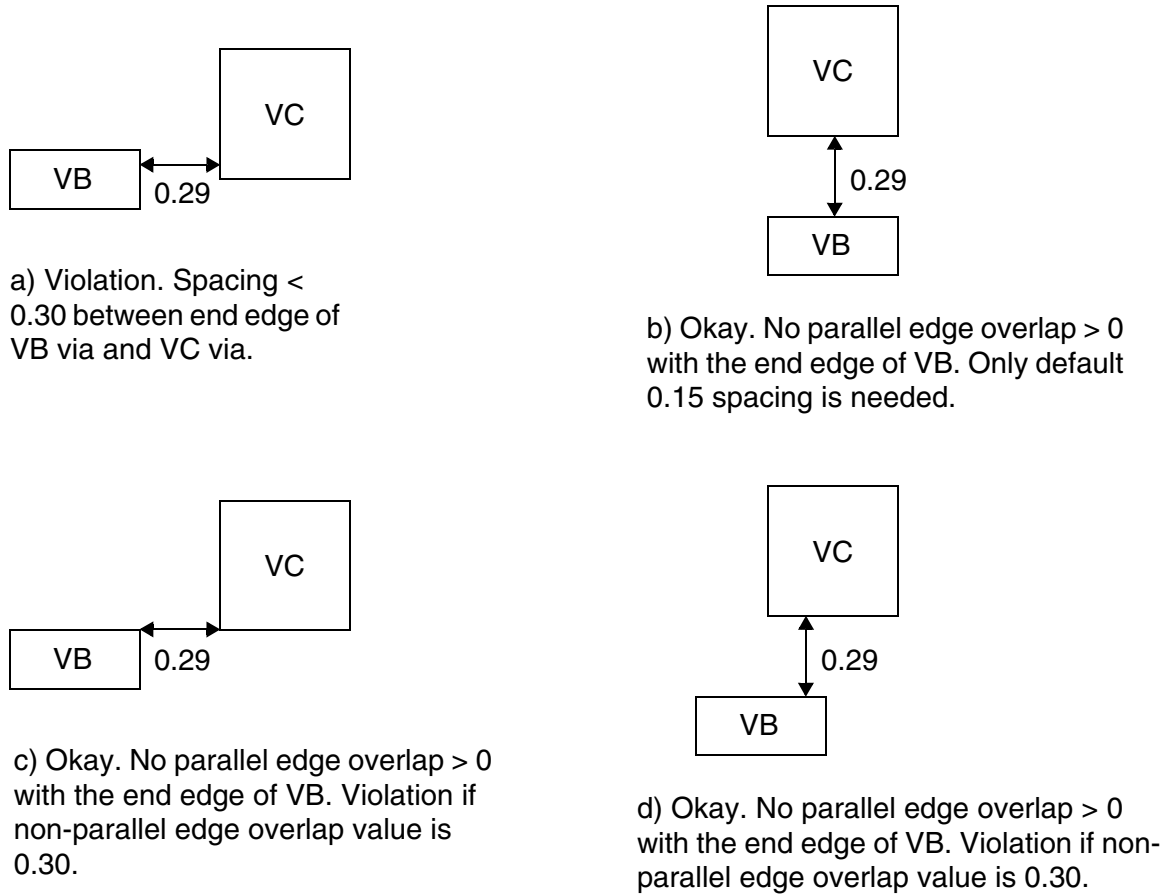 VC
VB
0.29
a) Violation. Spacing <
0.30 between end edge of
VB via and VC via.
VC
0.29
VB
b) Okay. No parallel edge overlap > 0
with the end edge of VB. Only default
0.15 spacing is needed.
VC
VB
0.29
c) Okay. No parallel edge overlap > 0
with the end edge of VB. Violation if
non-parallel edge overlap value is
0.30.
VC
0.29
VB
d) Okay. No parallel edge overlap > 0
with the end edge of VB. Violation if non-
parallel edge overlap value is 0.30.